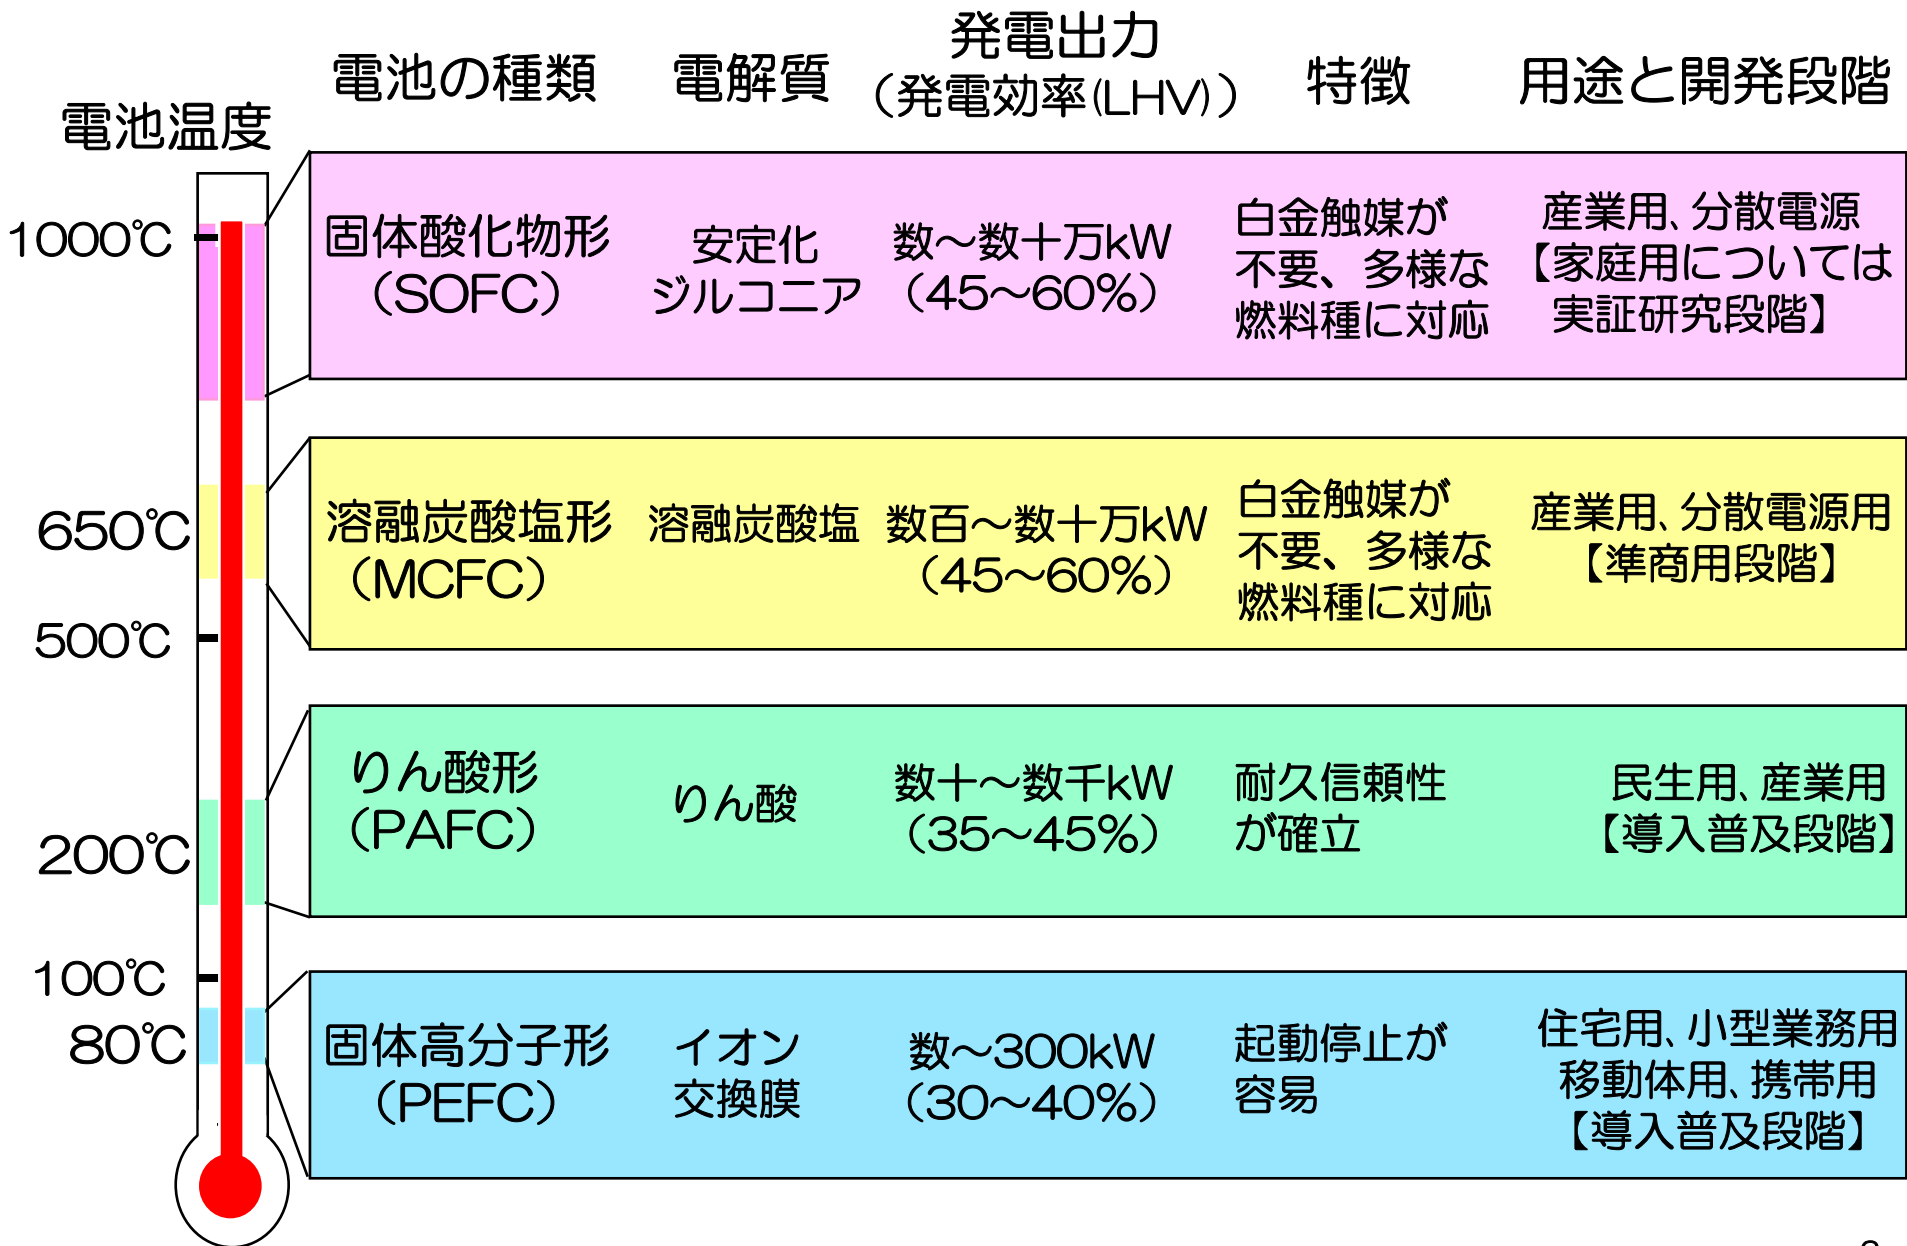 電池温度
電池の種類
電解質
発電出力
（発電効率(LHV)）
特徴
用途と開発段階
1000℃
固体酸化物形
（SOFC）
安定化
ジルコニア
数～数十万kW
（45～60%）
白金触媒が
不要、多様な
燃料種に対応
産業用、分散電源
【家庭用については
実証研究段階】
650℃
溶融炭酸塩形
（MCFC）
溶融炭酸塩
数百～数十万kW
（45～60%）
白金触媒が
不要、多様な
燃料種に対応
産業用、分散電源用
【準商用段階】
500℃
200℃
りん酸形
（PAFC）
りん酸
数十～数千kW
（35～45%）
耐久信頼性
が確立
民生用、産業用
【導入普及段階】
100℃
80℃
固体高分子形
（PEFC）
イオン
交換膜
数～300kW
（30～40%）
起動停止が
容易
住宅用、小型業務用
移動体用、携帯用
【導入普及段階】